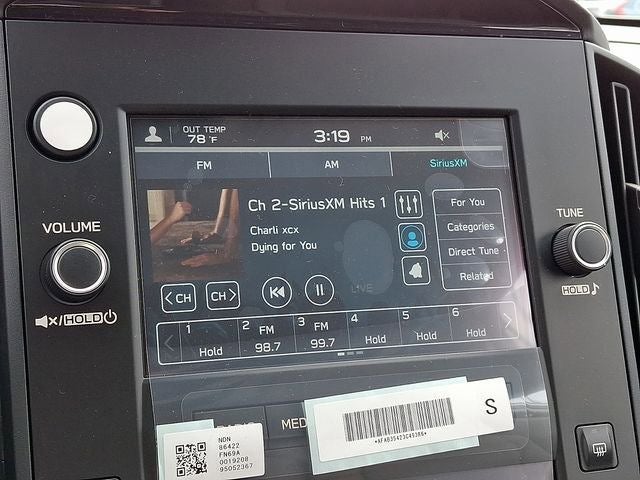 OUT TEMP
78 °F
3:19 PM
FM AM SiriusXM
Ch 2-SiriusXM Hits 1
Charli xcx
Dying for You
For You
Categories
Direct Tune
Related
VOLUME
HOLD
TUNE
HOLD
CH CH LIVE
1 Hold
2 FM 98.7
3 FM 99.7
4 Hold
5 Hold
6 Hold
MED
S
NDN
86422
FN69A
0019208
95052367